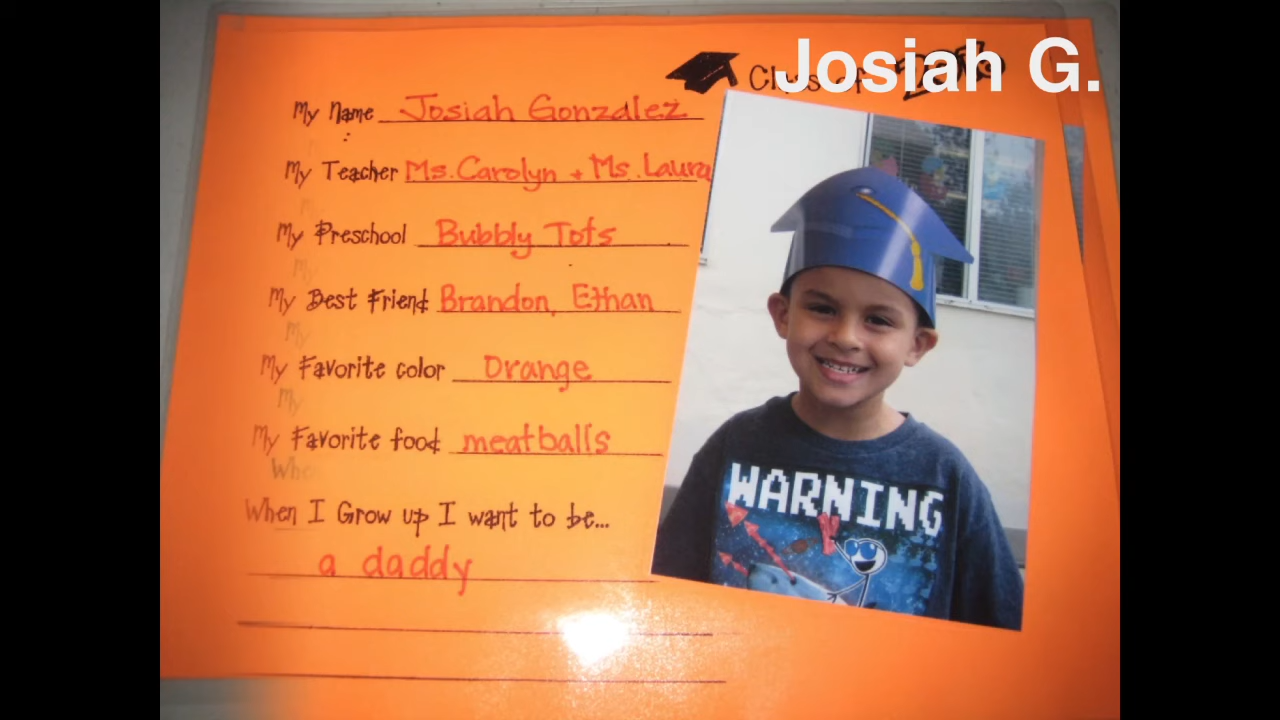 Josiah G.
Class of
My Name Josiah Gonzalez
My Teacher Ms. Carolyn + Ms. Laura
My Preschool Bubbly Tots
My Best Friend Brandon, Ethan
My Favorite color Orange
My Favorite food meatballs
When I Grow up I want to be...
a daddy
WARNING